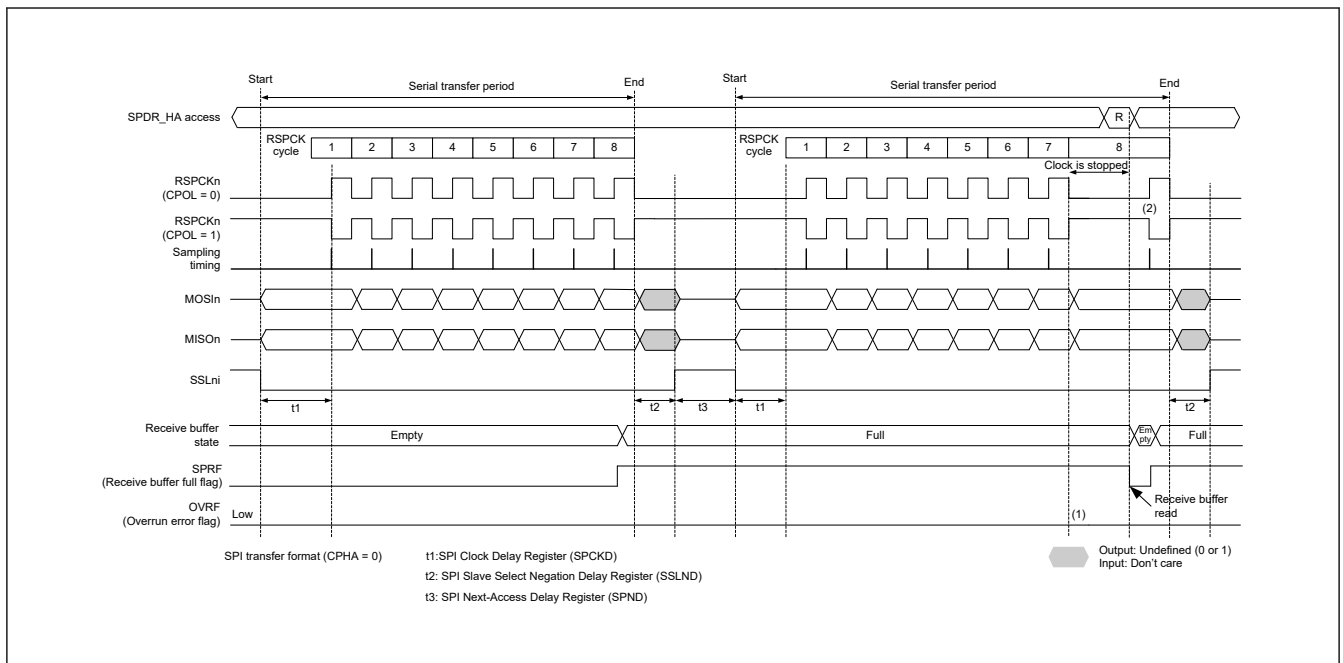 Start
Serial transfer period
End
Start
Serial transfer period
End
SPDR_HA access
R
RSPCK
cycle
1 2 3 4 5 6 7 8
RSPCK
cycle
1 2 3 4 5 6 7 8
Clock is stopped
RSPCKn
(CPOL = 0)
RSPCKn
(CPOL = 1)
(2)
Sampling
timing
MOSIn
MISOn
SSLni
t1
t2
t3
t1
t2
Receive buffer
state
Empty
Full
Em
pty
Full
SPRF
(Receive buffer full flag)
Receive buffer
read
OVRF
(Overrun error flag)
Low
(1)
SPI transfer format (CPHA = 0)
t1:SPI Clock Delay Register (SPCKD)
t2: SPI Slave Select Negation Delay Register (SSLND)
t3: SPI Next-Access Delay Register (SPND)
Output: Undefined (0 or 1)
Input: Don’t care